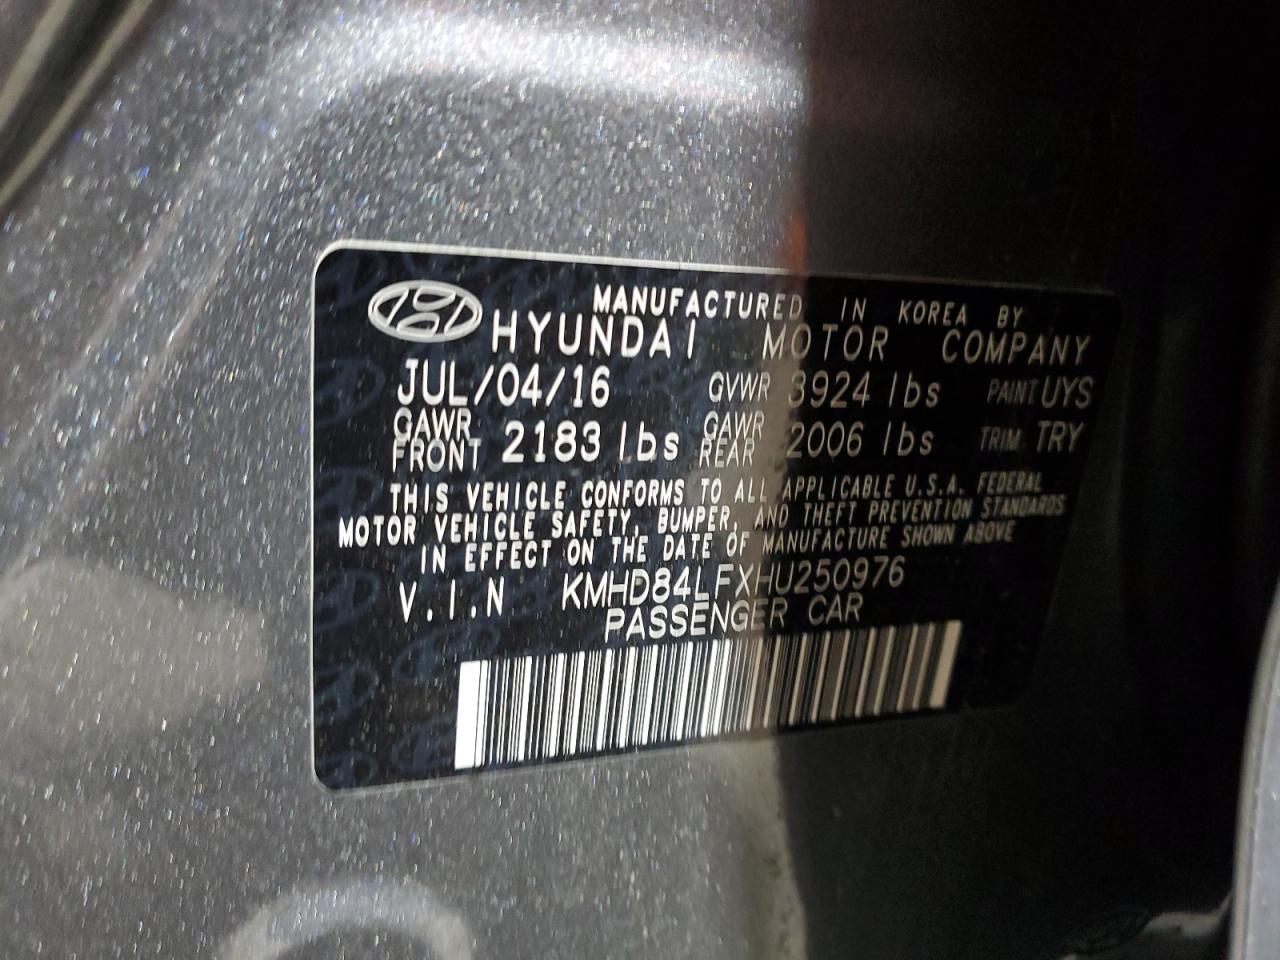 MANUFACTURED IN KOREA BY
HYUNDAI MOTOR COMPANY
JUL/04/16 GVWR 3924 lbs PAINT UYS
GAWR FRONT 2183 lbs GAWR REAR 2006 lbs TRIM TRY
THIS VEHICLE CONFORMS TO ALL APPLICABLE U.S.A. FEDERAL
MOTOR VEHICLE SAFETY, BUMPER, AND THEFT PREVENTION STANDARDS
IN EFFECT ON THE DATE OF MANUFACTURE SHOWN ABOVE
V.I.N KMHD84LFXHU250976
PASSENGER CAR